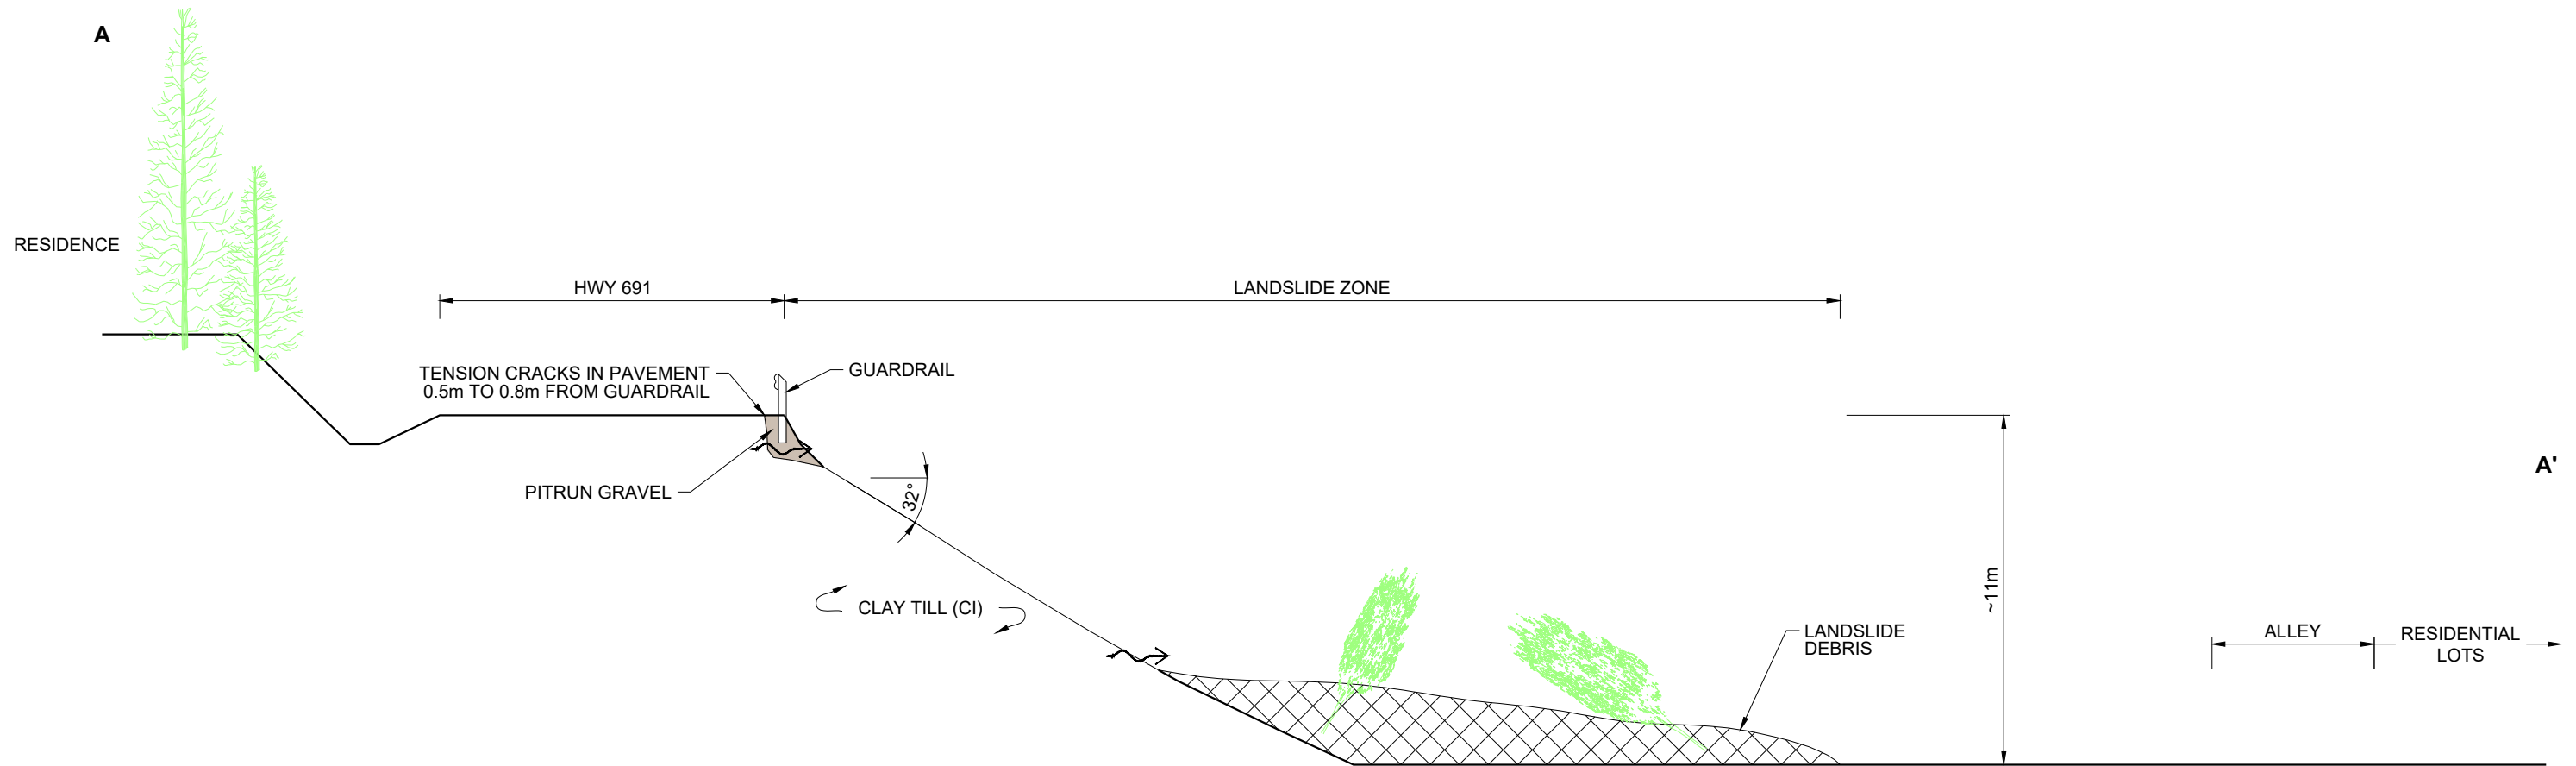 A
RESIDENCE
HWY 691
LANDSLIDE ZONE
TENSION CRACKS IN PAVEMENT
0.5m TO 0.8m FROM GUARDRAIL
GUARDRAIL
A'
PITRUN GRAVEL
32°
CLAY TILL (CI)
~11m
LANDSLIDE
DEBRIS
ALLEY
RESIDENTIAL
LOTS